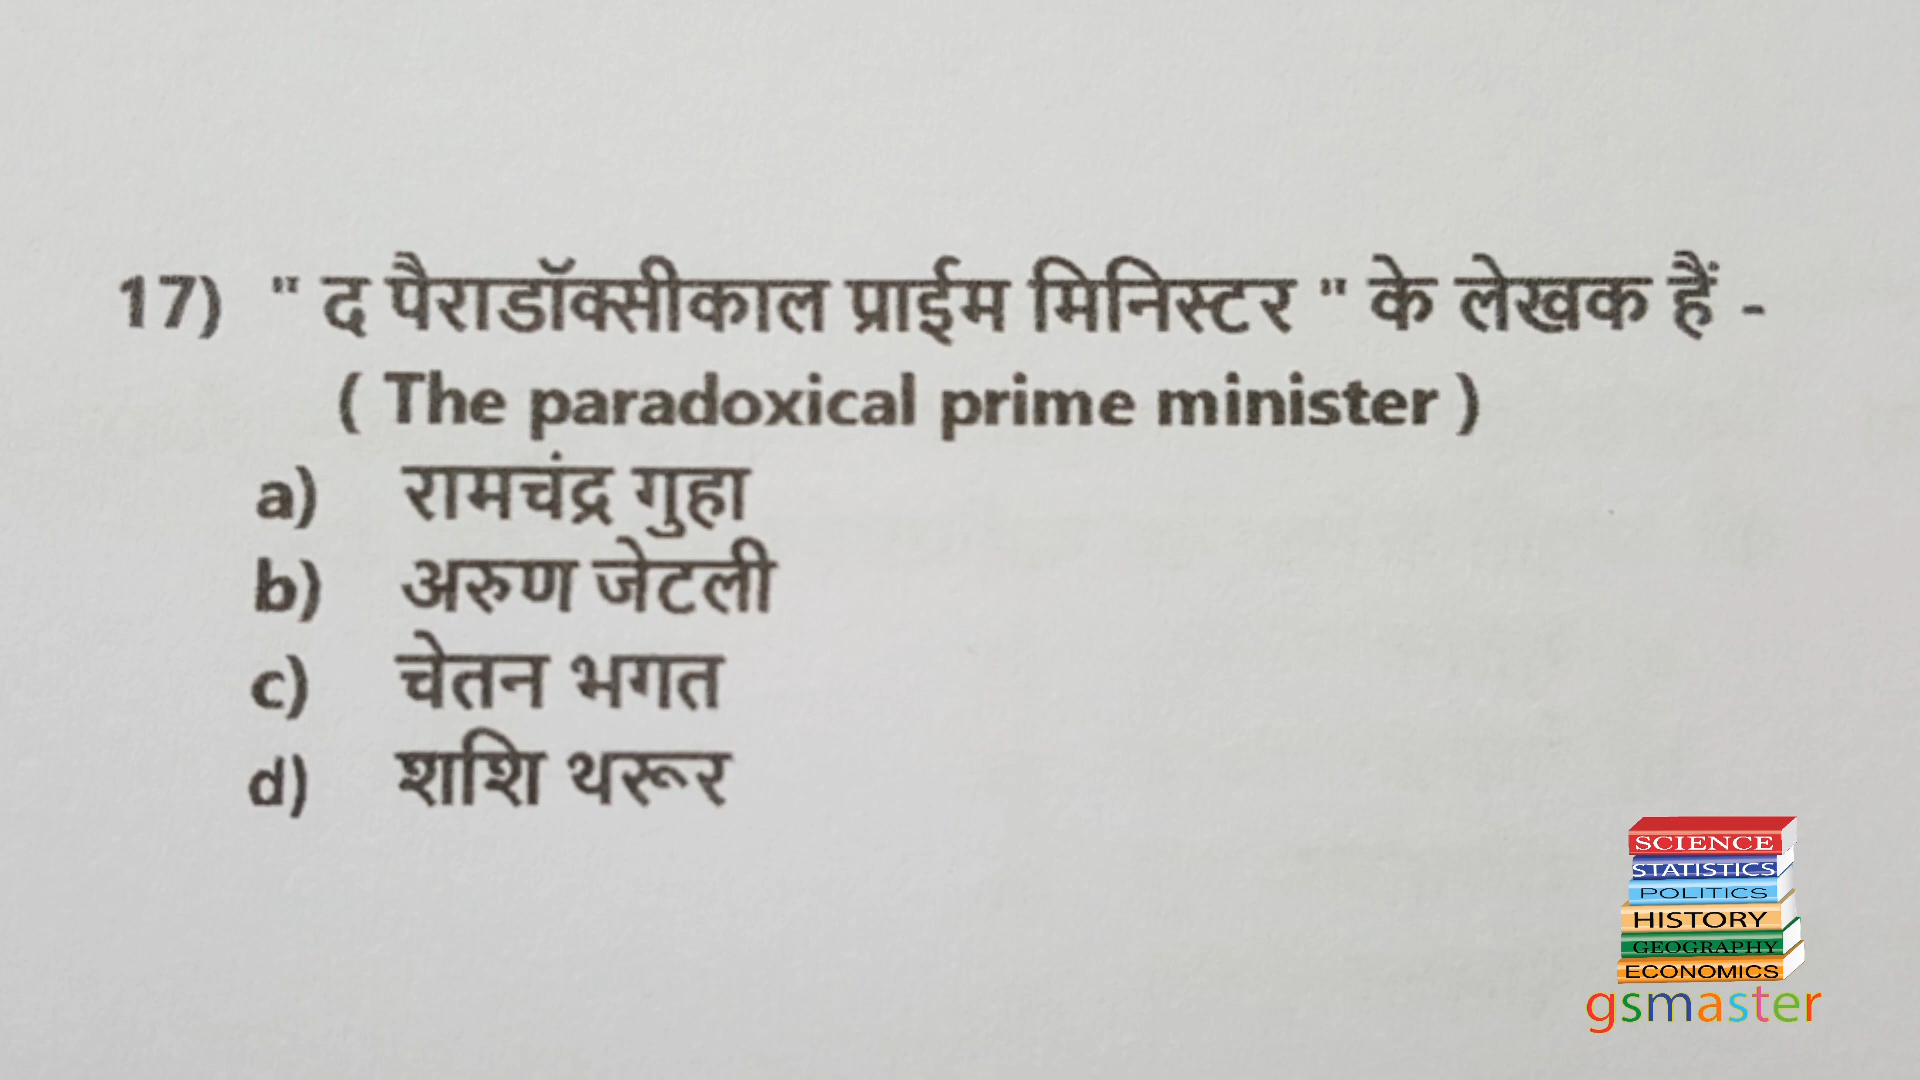 17) " द पैराडॉक्सीकाल प्राईम मिनिस्टर " के लेखक हैं -
( The paradoxical prime minister )
a) रामचंद्र गुहा
b) अरुण जेटली
c) चेतन भगत
d) शशि थरूर
SCIENCE
STATISTICS
POLITICS
HISTORY
GEOGRAPHY
ECONOMICS
gsmaster